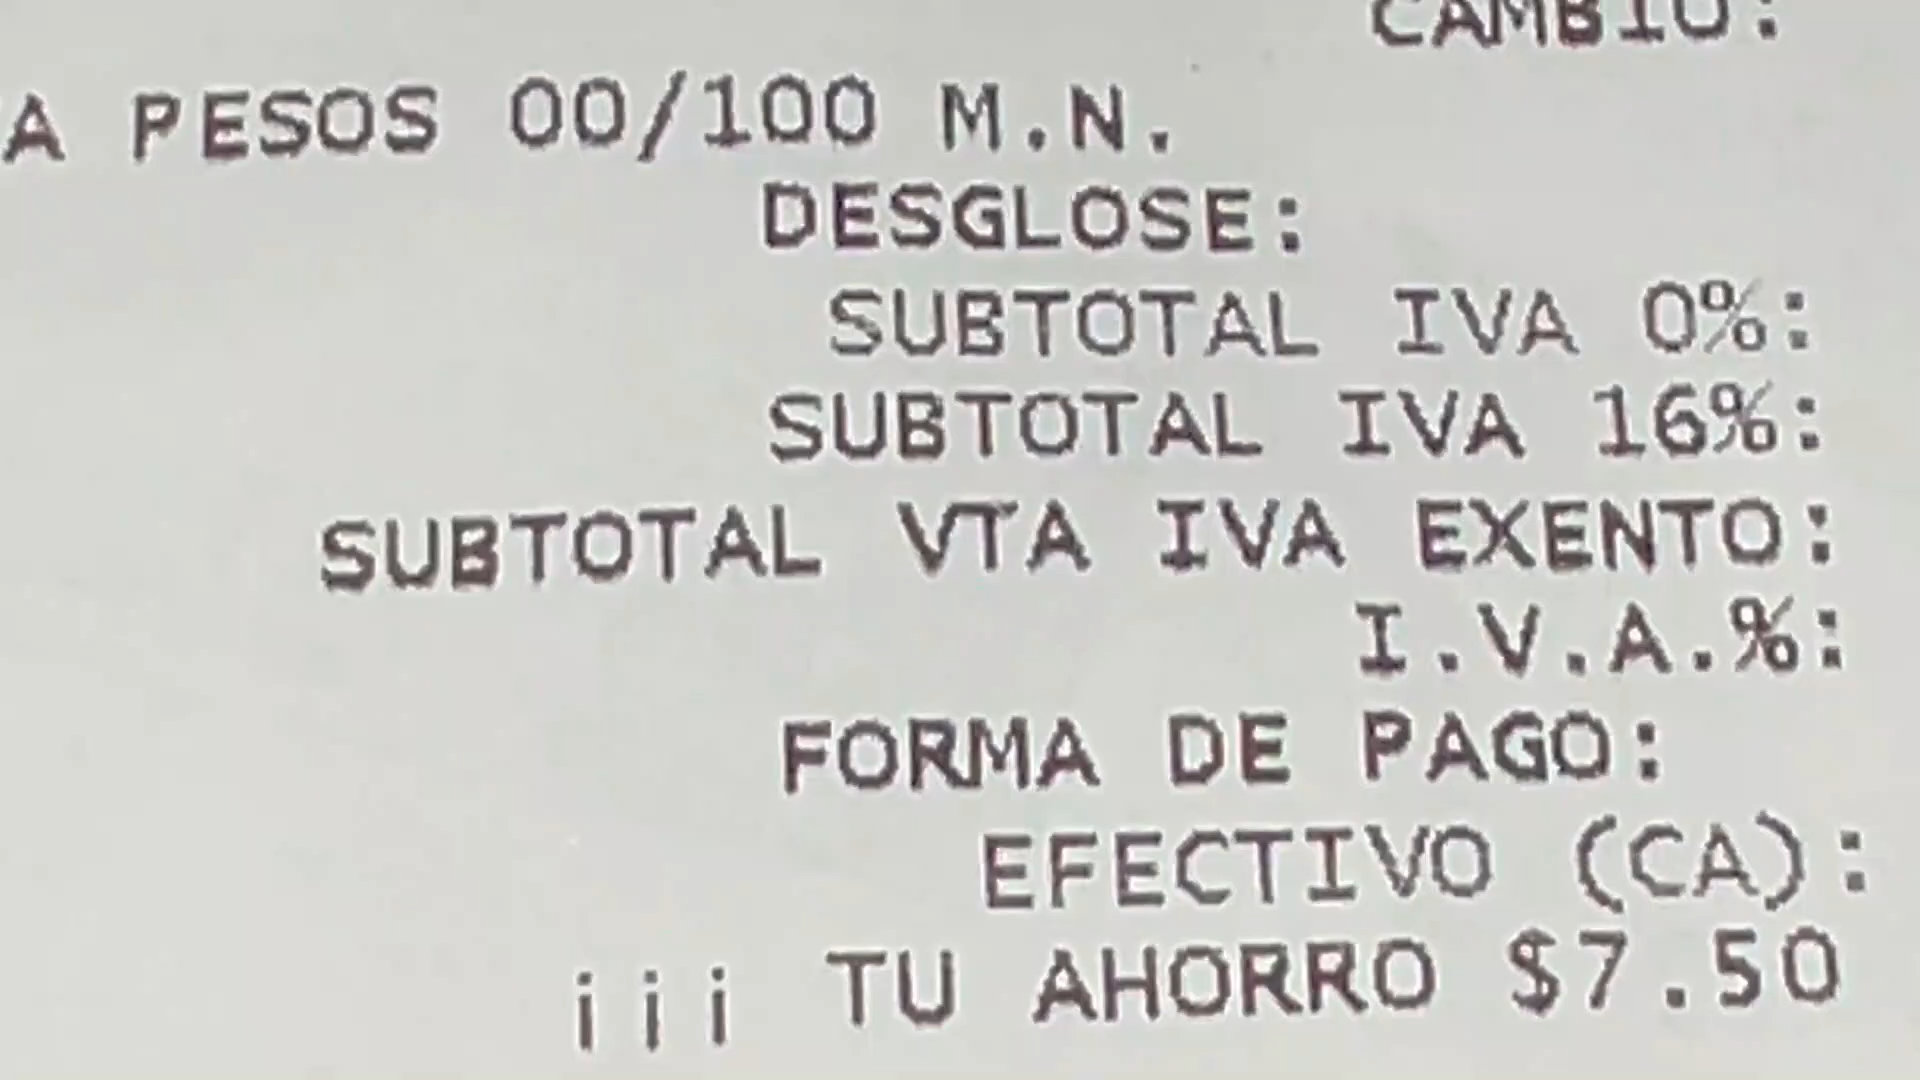 CAMBIO:
A PESOS 00/100 M.N.
DESGLOSE:
SUBTOTAL IVA 0%:
SUBTOTAL IVA 16%:
SUBTOTAL VTA IVA EXENTO:
I.V.A.%:
FORMA DE PAGO:
EFECTIVO (CA):
¡¡¡ TU AHORRO $7.50